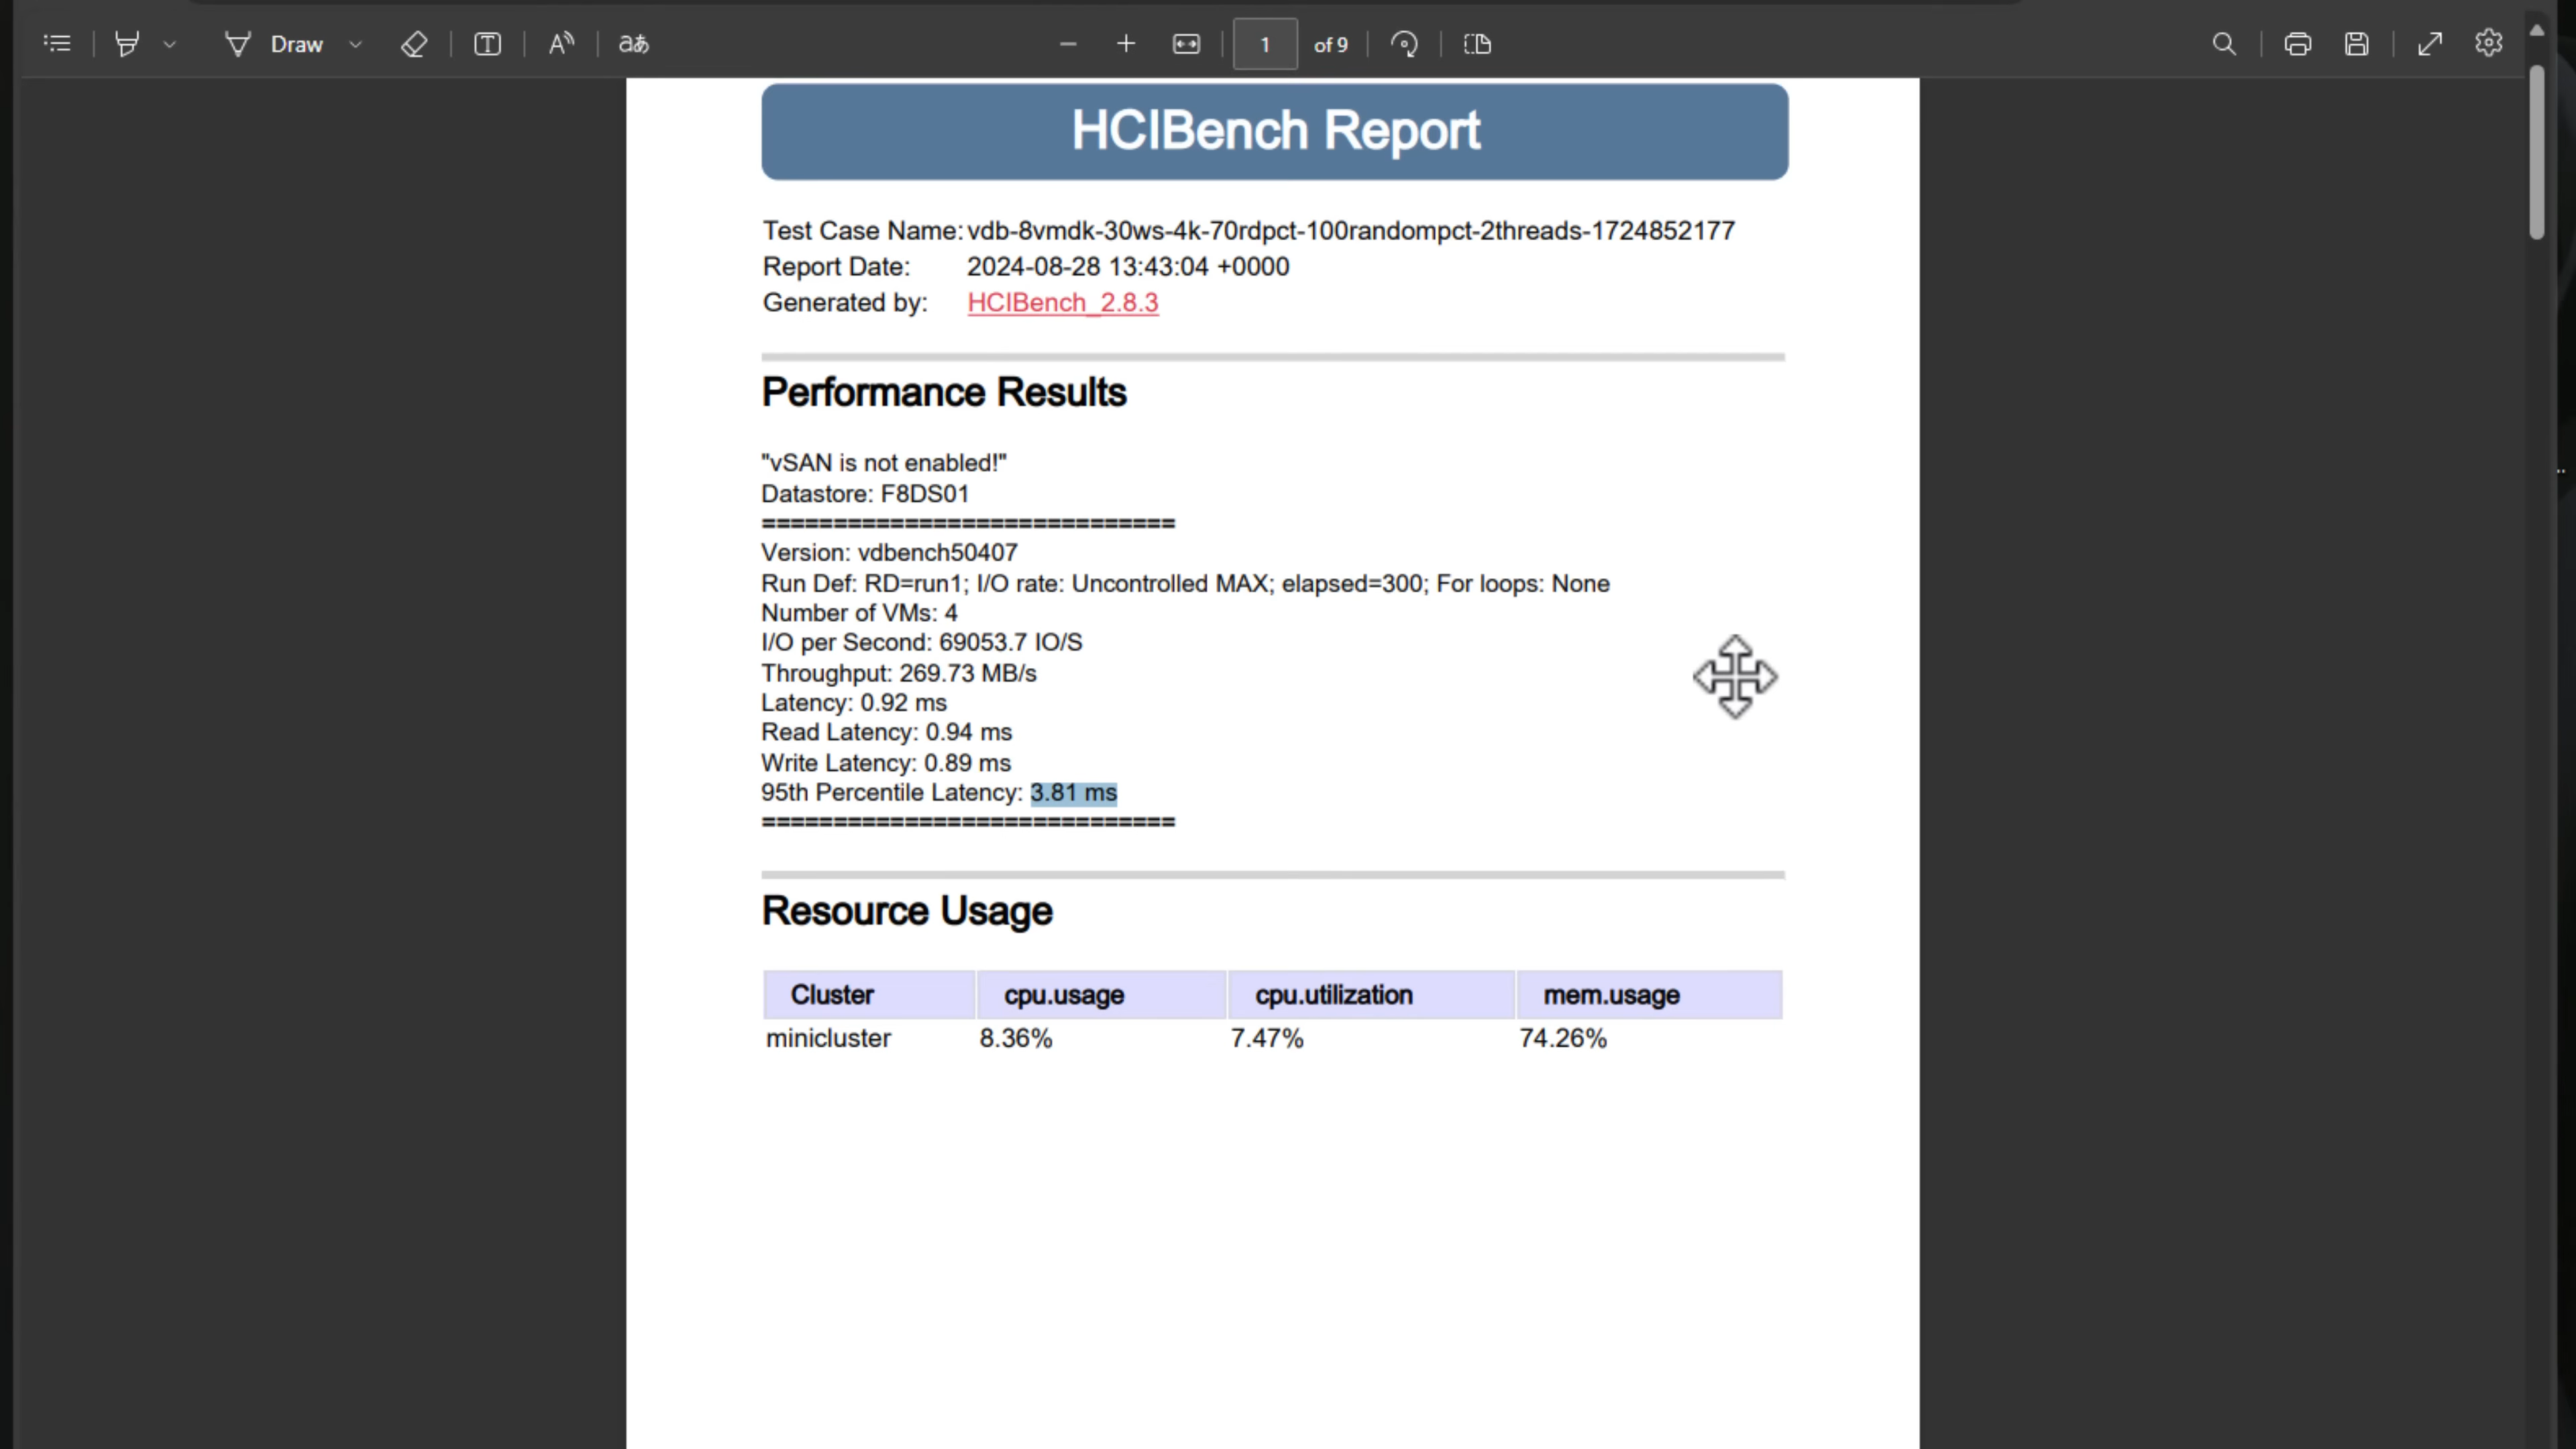 Draw
aあ
1 of 9
HCIBench Report
Test Case Name: vdb-8vmdk-30ws-4k-70rdpct-100randompct-2threads-1724852177
Report Date: 2024-08-28 13:43:04 +0000
Generated by: HCIBench_2.8.3
Performance Results
"vSAN is not enabled!"
Datastore: F8DS01
=============================
Version: vdbench50407
Run Def: RD=run1; I/O rate: Uncontrolled MAX; elapsed=300; For loops: None
Number of VMs: 4
I/O per Second: 69053.7 IO/S
Throughput: 269.73 MB/s
Latency: 0.92 ms
Read Latency: 0.94 ms
Write Latency: 0.89 ms
95th Percentile Latency: 3.81 ms
=============================
Resource Usage
Cluster cpu.usage cpu.utilization mem.usage
minicluster 8.36% 7.47% 74.26%